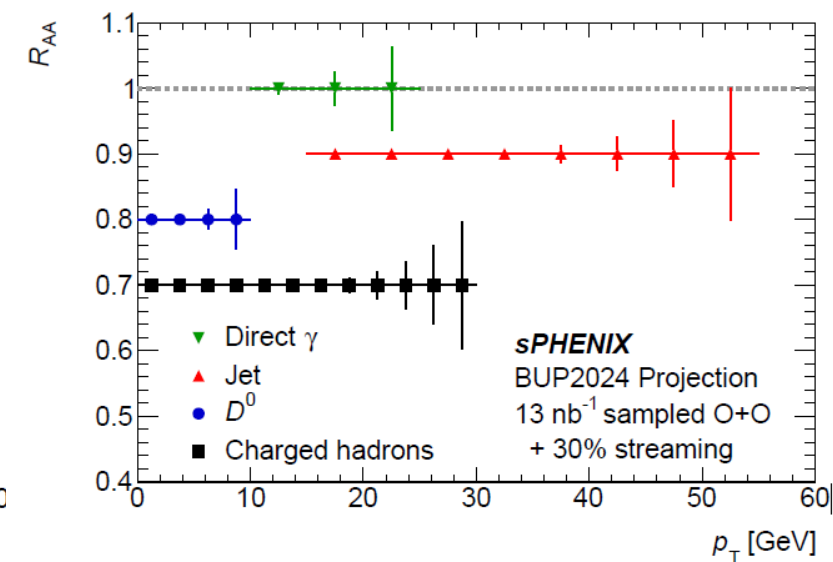 R_AA
1.1
1
0.9
0.8
0.7
0.6
0.5
0.4
Direct γ
Jet
D⁰
Charged hadrons
sPHENIX
BUP2024 Projection
13 nb⁻¹ sampled O+O
+ 30% streaming
0 10 20 30 40 50 60
p_T [GeV]